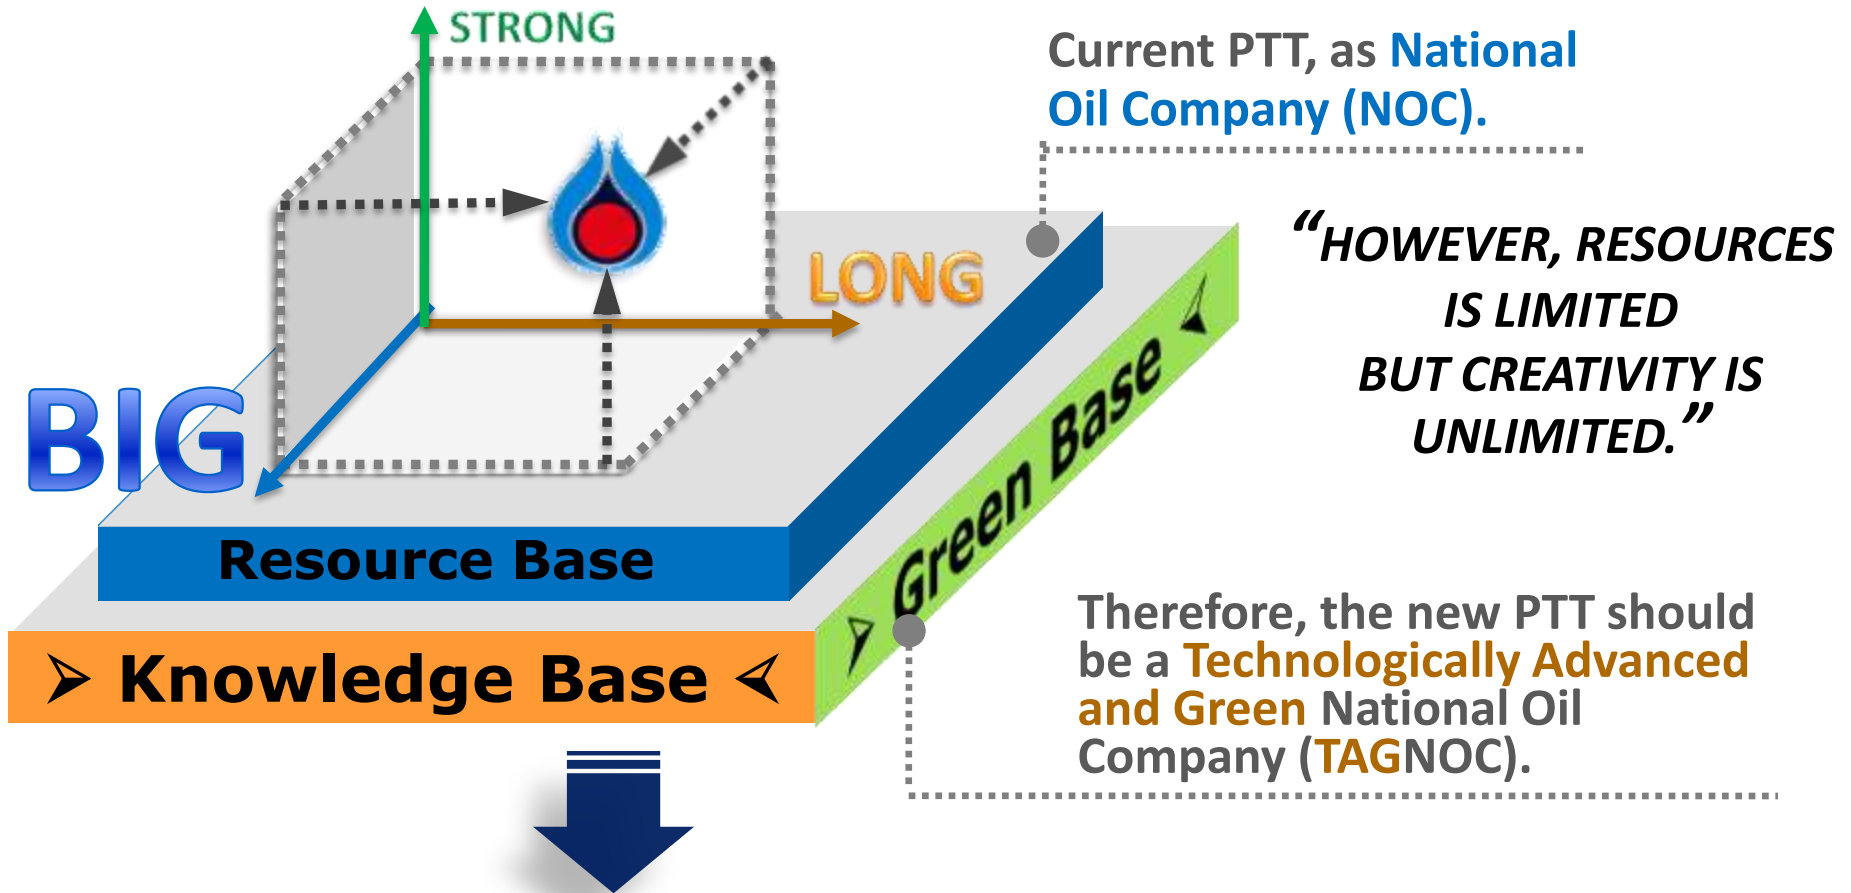 STRONG
Current PTT, as National
Oil Company (NOC).
LONG
“HOWEVER, RESOURCES
IS LIMITED
BUT CREATIVITY IS
UNLIMITED.”
BIG
Resource Base
Green Base
Knowledge Base
Therefore, the new PTT should
be a Technologically Advanced
and Green National Oil
Company (TAGNOC).